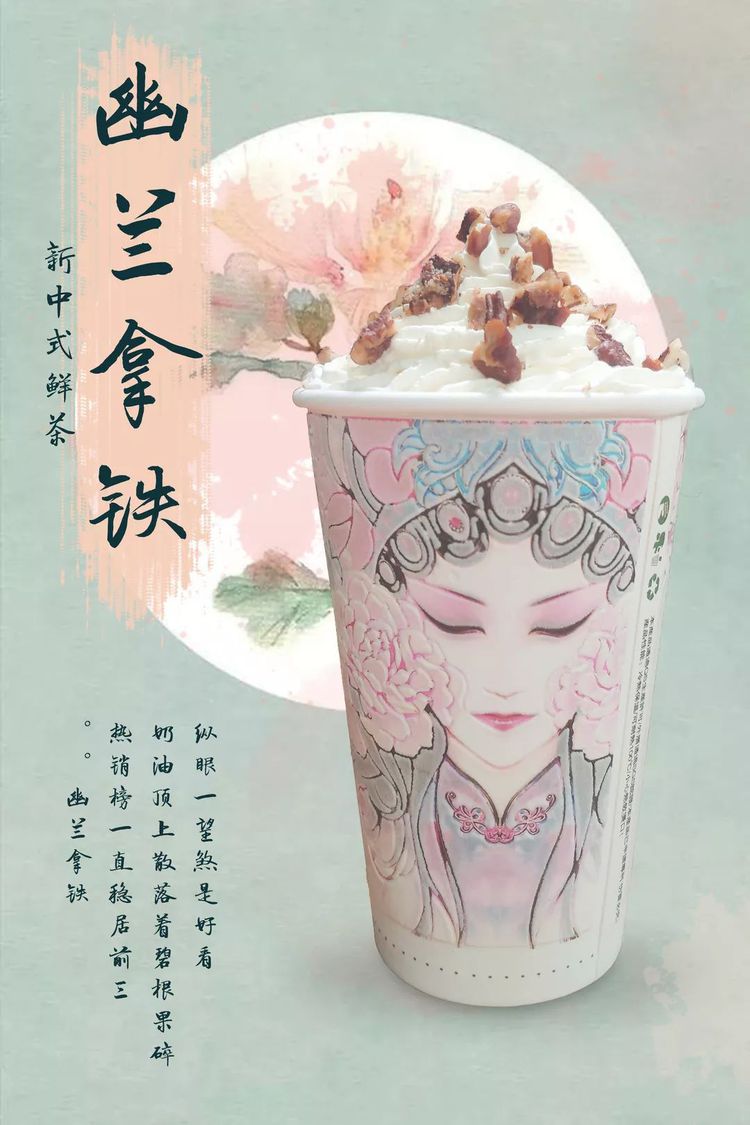 幽兰拿铁
新中式鲜茶
纵眼一望煞是好看
奶油顶上散落着碧根果碎
热销榜一直稳居前三
。。幽兰拿铁